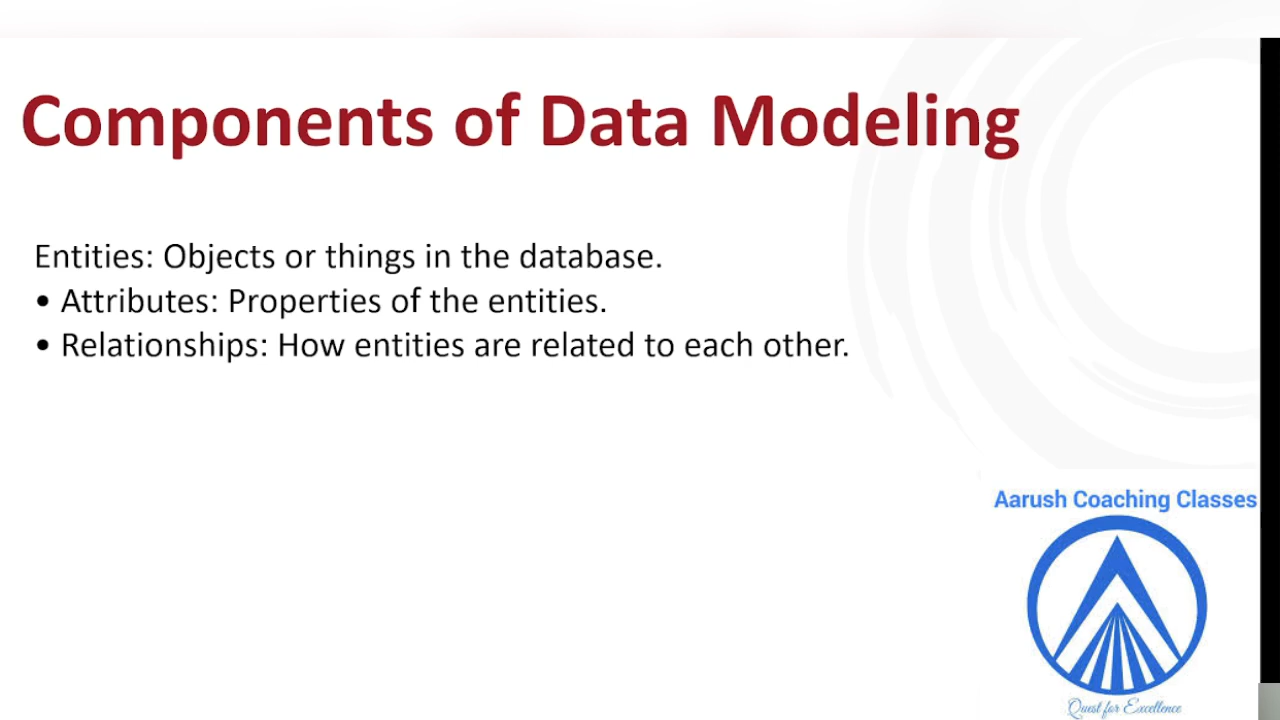 Components of Data Modeling
Entities: Objects or things in the database.
• Attributes: Properties of the entities.
• Relationships: How entities are related to each other.
Aarush Coaching Classes
Quest for Excellence